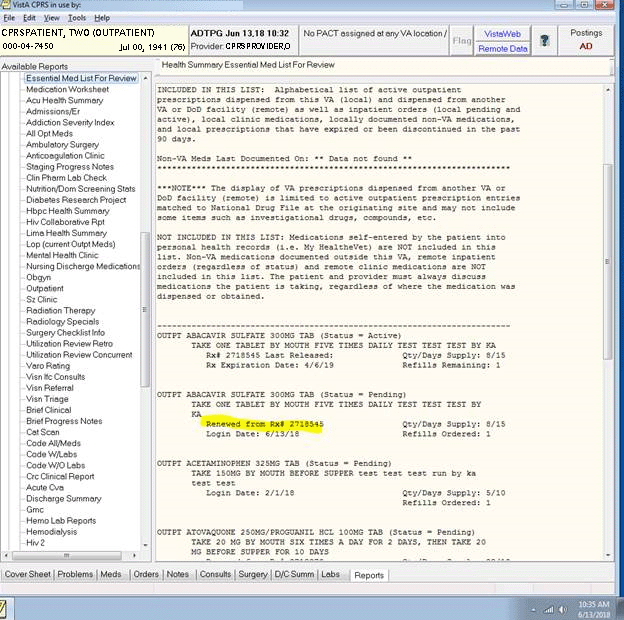 VistA CPRS in use by:
File Edit View Tools Help
CPRSPATIENT, TWO (OUTPATIENT)
000-04-7450 Jul 00, 1941 (76)
ADTPG Jun 13,18 10:32
Provider: CPRSPROVIDER,O
No PACT assigned at any VA location /
Flag
VistaWeb
Remote Data
Postings
AD
Available Reports
Essential Med List For Review
Medication Worksheet
Acu Health Summary
Admissions/Er
Addiction Severity Index
All Opt Meds
Ambulatory Surgery
Anticoagulation Clinic
Staging Progress Notes
Clin Pharm Lab Check
Nutrition/Dom Screening Stats
Diabetes Research Project
Hbpc Health Summary
Hiv Collaborative Rpt
Lima Health Summary
Lop (current Outpt Meds)
Mental Health Clinic
Nursing Discharge Medications
Obgyn
Outpatient
Sz Clinic
Radiation Therapy
Radiology Specials
Surgery Checklist Info
Utilization Review Retro
Utilization Review Concurrent
Varo Rating
Visn Ifc Consults
Visn Referral
Visn Triage
Brief Clinical
Brief Progress Notes
Cat Scan
Code All/Meds
Code W/Labs
Code W/O Labs
Crc Clinical Report
Acute Cva
Discharge Summary
Gmc
Hemo Lab Reports
Hemodialysis
Hiv 2
Health Summary Essential Med List For Review
INCLUDED IN THIS LIST: Alphabetical list of active outpatient
prescriptions dispensed from this VA (local) and dispensed from another
VA or DoD facility (remote) as well as inpatient orders (local pending and
active), local clinic medications, locally documented non-VA medications,
and local prescriptions that have expired or been discontinued in the past
90 days.
Non-VA Meds Last Documented On: ** Data not found **
***NOTE*** The display of VA prescriptions dispensed from another VA or
DoD facility (remote) is limited to active outpatient prescription entries
matched to National Drug File at the originating site and may not include
some items such as investigational drugs, compounds, etc.
NOT INCLUDED IN THIS LIST: Medications self-entered by the patient into
personal health records (i.e. My HealtheVet) are NOT included in this
list. Non-VA medications documented outside this VA, remote inpatient
orders (regardless of status) and remote clinic medications are NOT
included in this list. The patient and provider must always discuss
medications the patient is taking, regardless of where the medication was
dispensed or obtained.
OUTPT ABACAVIR SULFATE 300MG TAB (Status = Active)
TAKE ONE TABLET BY MOUTH FIVE TIMES DAILY TEST TEST TEST BY KA
Rx# 2718545 Last Released: Qty/Days Supply: 8/15
Rx Expiration Date: 4/6/19 Refills Remaining: 1
OUTPT ABACAVIR SULFATE 300MG TAB (Status = Pending)
TAKE ONE TABLET BY MOUTH FIVE TIMES DAILY TEST TEST TEST BY
KA
Renewed from Rx# 2718545 Qty/Days Supply: 8/15
Login Date: 6/13/18 Refills Ordered: 1
OUTPT ACETAMINOPHEN 325MG TAB (Status = Pending)
TAKE 150MG BY MOUTH BEFORE SUPPER test test test run by ka
test test
Login Date: 2/1/18 Qty/Days Supply: 5/10
Refills Ordered: 1
OUTPT ATOVAQUONE 250MG/PROGUANIL HCL 100MG TAB (Status = Pending)
TAKE 20 MG BY MOUTH SIX TIMES A DAY FOR 2 DAYS, THEN TAKE 20
MG BEFORE SUPPER FOR 10 DAYS
Cover Sheet Problems Meds Orders Notes Consults Surgery D/C Summ Labs Reports
10:35 AM
6/13/2018